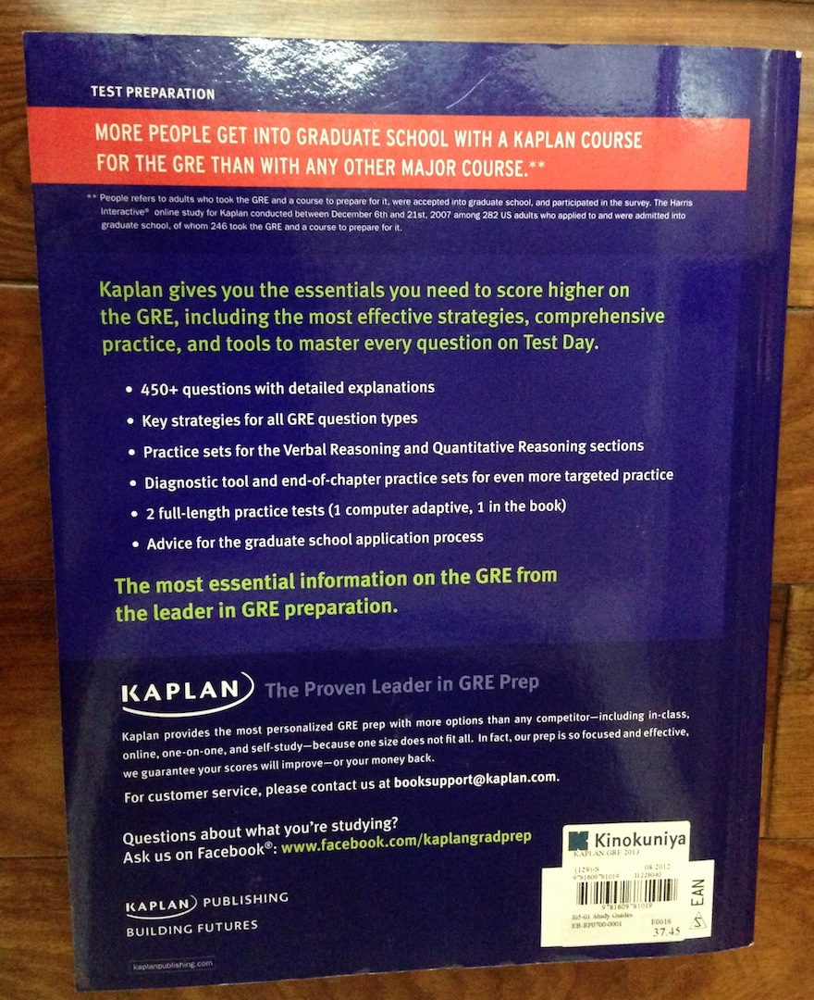 TEST PREPARATION
MORE PEOPLE GET INTO GRADUATE SCHOOL WITH A KAPLAN COURSE
FOR THE GRE THAN WITH ANY OTHER MAJOR COURSE.**
** People refers to adults who took the GRE and a course to prepare for it, were accepted into graduate school, and participated in the survey. The Harris
Interactive® online study for Kaplan conducted between December 6th and 21st, 2007 among 282 US adults who applied to and were admitted into
graduate school, of whom 246 took the GRE and a course to prepare for it.
Kaplan gives you the essentials you need to score higher on
the GRE, including the most effective strategies, comprehensive
practice, and tools to master every question on Test Day.
• 450+ questions with detailed explanations
• Key strategies for all GRE question types
• Practice sets for the Verbal Reasoning and Quantitative Reasoning sections
• Diagnostic tool and end-of-chapter practice sets for even more targeted practice
• 2 full-length practice tests (1 computer adaptive, 1 in the book)
• Advice for the graduate school application process
The most essential information on the GRE from
the leader in GRE preparation.
KAPLAN The Proven Leader in GRE Prep
Kaplan provides the most personalized GRE prep with more options than any competitor—including in-class,
online, one-on-one, and self-study—because one size does not fit all. In fact, our prep is so focused and effective,
we guarantee your scores will improve—or your money back.
For customer service, please contact us at booksupport@kaplan.com.
Questions about what you're studying?
Ask us on Facebook®: www.facebook.com/kaplangradprep
KAPLAN PUBLISHING
BUILDING FUTURES
kaplanpublishing.com
Kinokuniya
KAPLAN GRE 2013
(129)-S 08/2012
9781609781019 I1228040
9781609781019
J05-01 Study Guides
EB-RF0700-0001 E0016
37.45
EAN
S